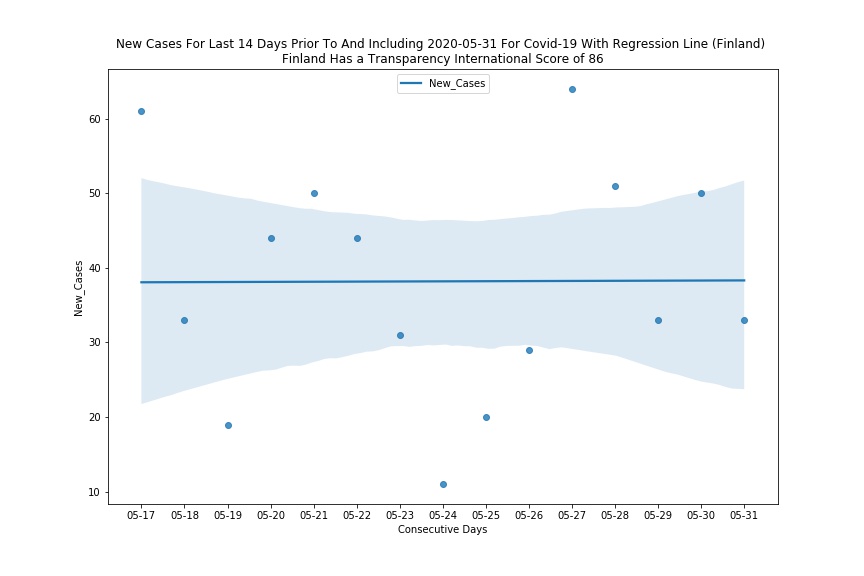 New Cases For Last 14 Days Prior To And Including 2020-05-31 For Covid-19 With Regression Line (Finland)
Finland Has a Transparency International Score of 86
New_Cases
New_Cases
60
50
40
30
20
10
05-17 05-18 05-19 05-20 05-21 05-22 05-23 05-24 05-25 05-26 05-27 05-28 05-29 05-30 05-31
Consecutive Days